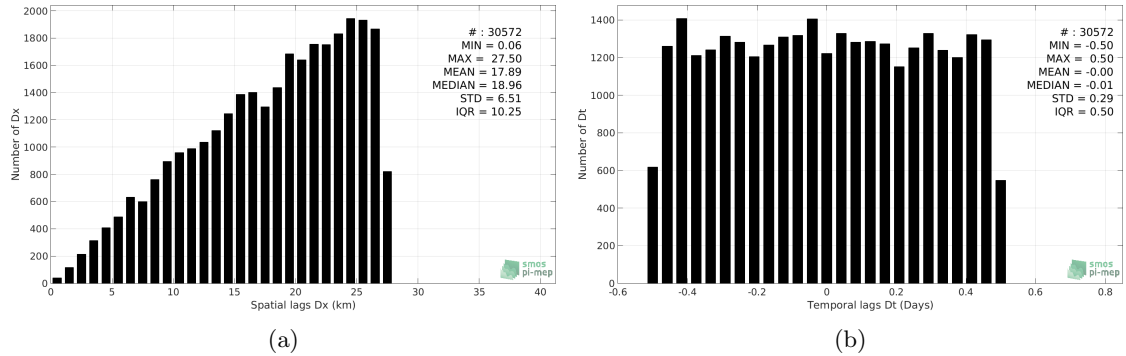 2000
1800
1600
1400
1200
1000
800
600
400
200
0
Number of Dx
0 5 10 15 20 25 30 35 40
Spatial lags Dx (km)
# : 30572
MIN = 0.06
MAX = 27.50
MEAN = 17.89
MEDIAN = 18.96
STD = 6.51
IQR = 10.25
smos
pi-mep
(a)
1400
1200
1000
800
600
400
200
0
Number of Dt
-0.6 -0.4 -0.2 0 0.2 0.4 0.6 0.8
Temporal lags Dt (Days)
# : 30572
MIN = -0.50
MAX = 0.50
MEAN = -0.00
MEDIAN = -0.01
STD = 0.29
IQR = 0.50
smos
pi-mep
(b)